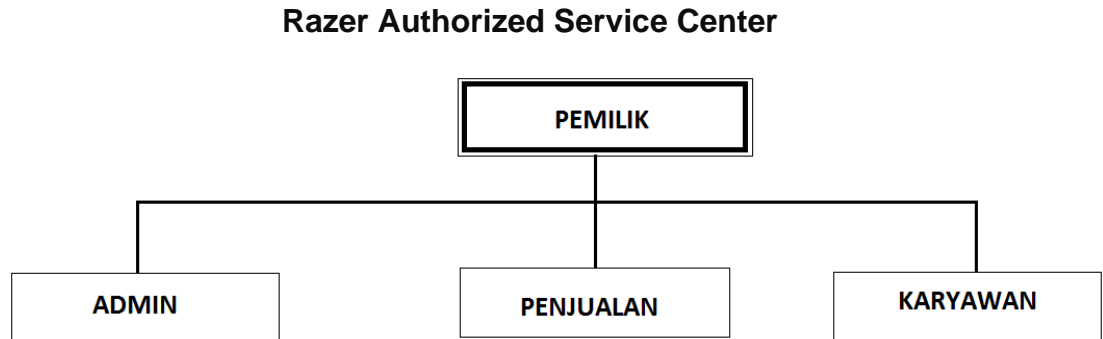 Razer Authorized Service Center
PEMILIK
ADMIN
PENJUALAN
KARYAWAN